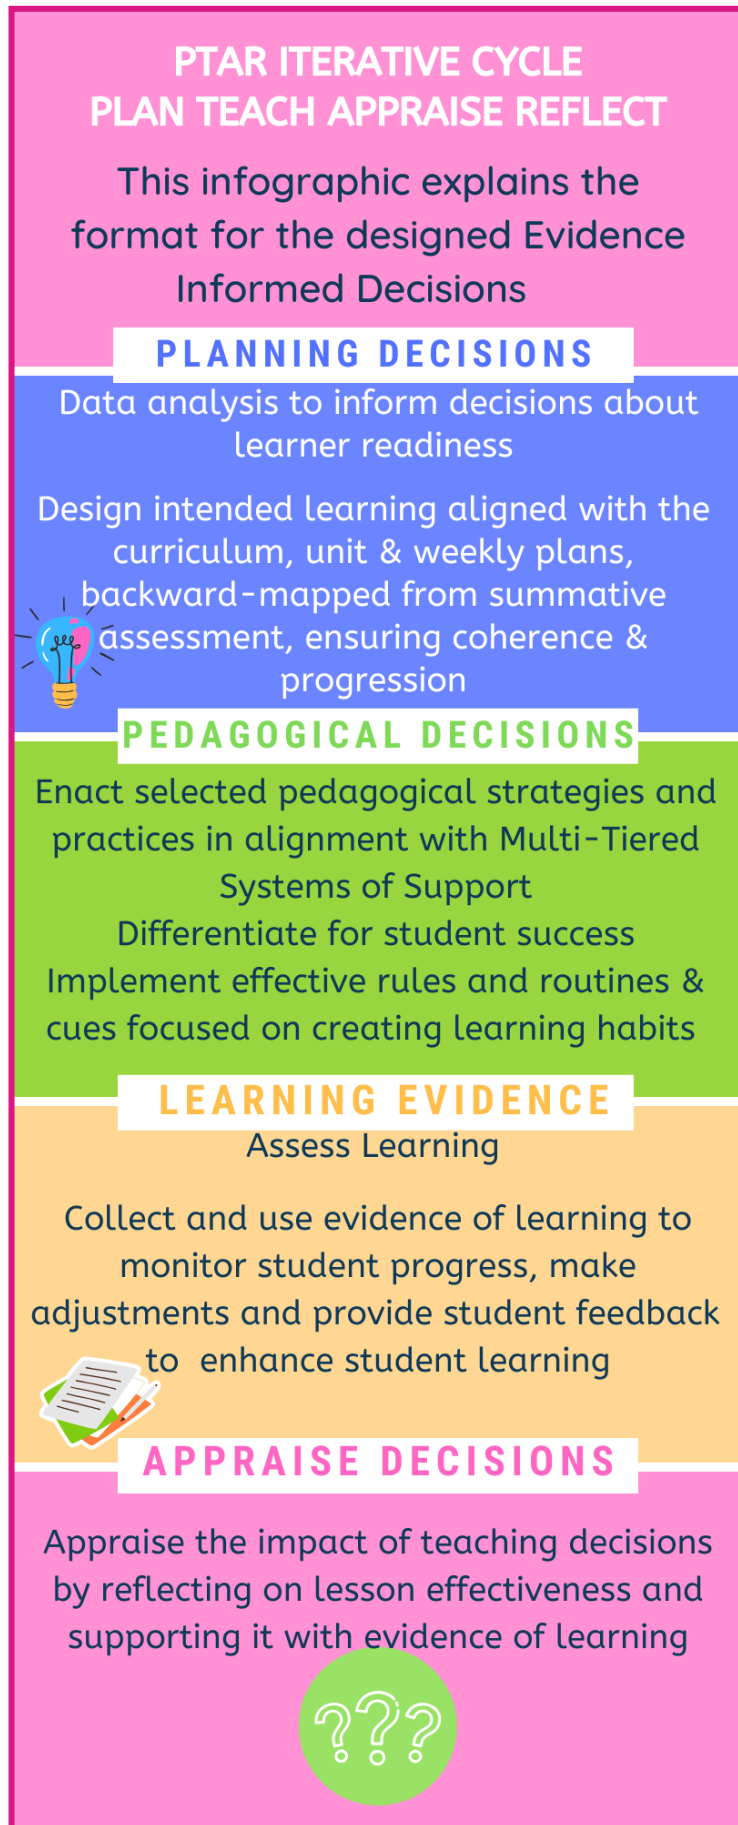 PTAR ITERATIVE CYCLE
PLAN TEACH APPRAISE REFLECT
This infographic explains the
format for the designed Evidence
Informed Decisions
PLANNING DECISIONS
Data analysis to inform decisions about
learner readiness
Design intended learning aligned with the
curriculum, unit & weekly plans,
backward-mapped from summative
assessment, ensuring coherence &
progression
PEDAGOGICAL DECISIONS
Enact selected pedagogical strategies and
practices in alignment with Multi-Tiered
Systems of Support
Differentiate for student success
Implement effective rules and routines &
cues focused on creating learning habits
LEARNING EVIDENCE
Assess Learning
Collect and use evidence of learning to
monitor student progress, make
adjustments and provide student feedback
to enhance student learning
APPRAISE DECISIONS
Appraise the impact of teaching decisions
by reflecting on lesson effectiveness and
supporting it with evidence of learning
???